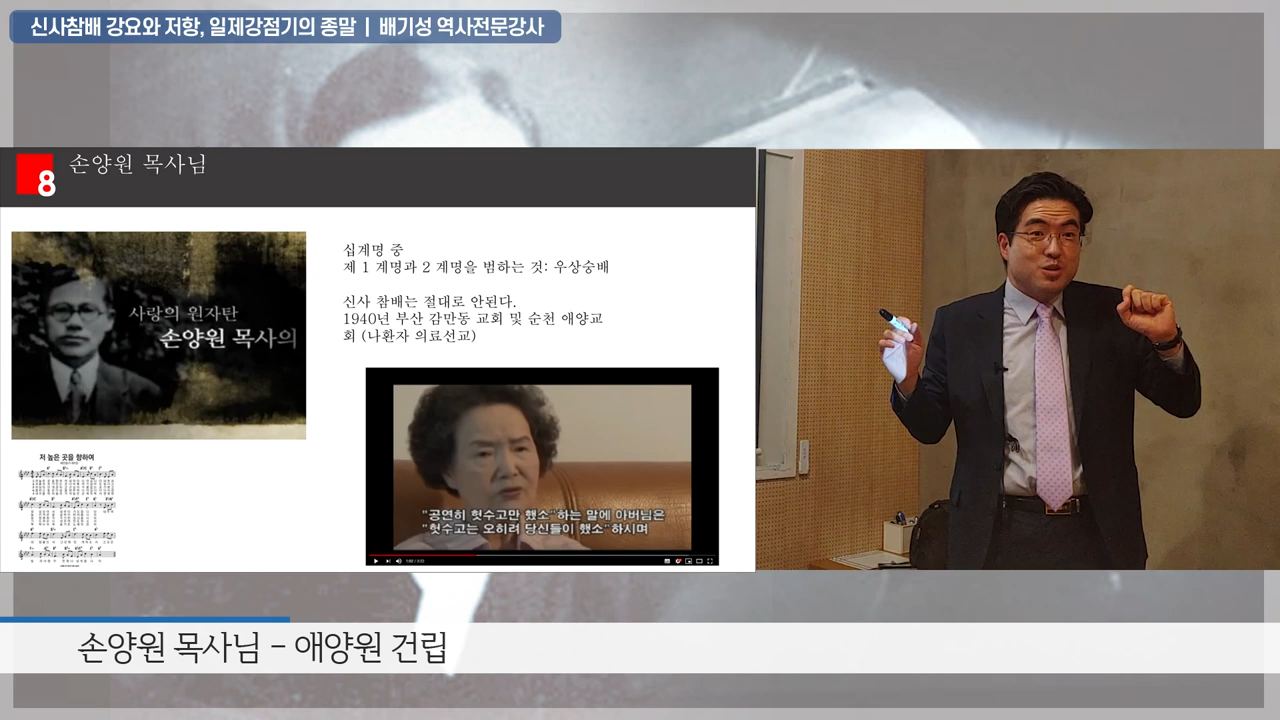 신사참배 강요와 저항, 일제강점기의 종말 | 배기성 역사전문강사
8
손양원 목사님
사랑의 원자탄
손양원 목사의
십계명 중
제 1 계명과 2 계명을 범하는 것: 우상숭배
신사 참배는 절대로 안된다.
1940년 부산 감만동 교회 및 순천 애양교
회 (나환자 의료선교)
저 높은 곳을 향하여
"공연히 헛수고만 했소"하는 말에 아버님은
"헛수고는 오히려 당신들이 했소"하시며
손양원 목사님 - 애양원 건립